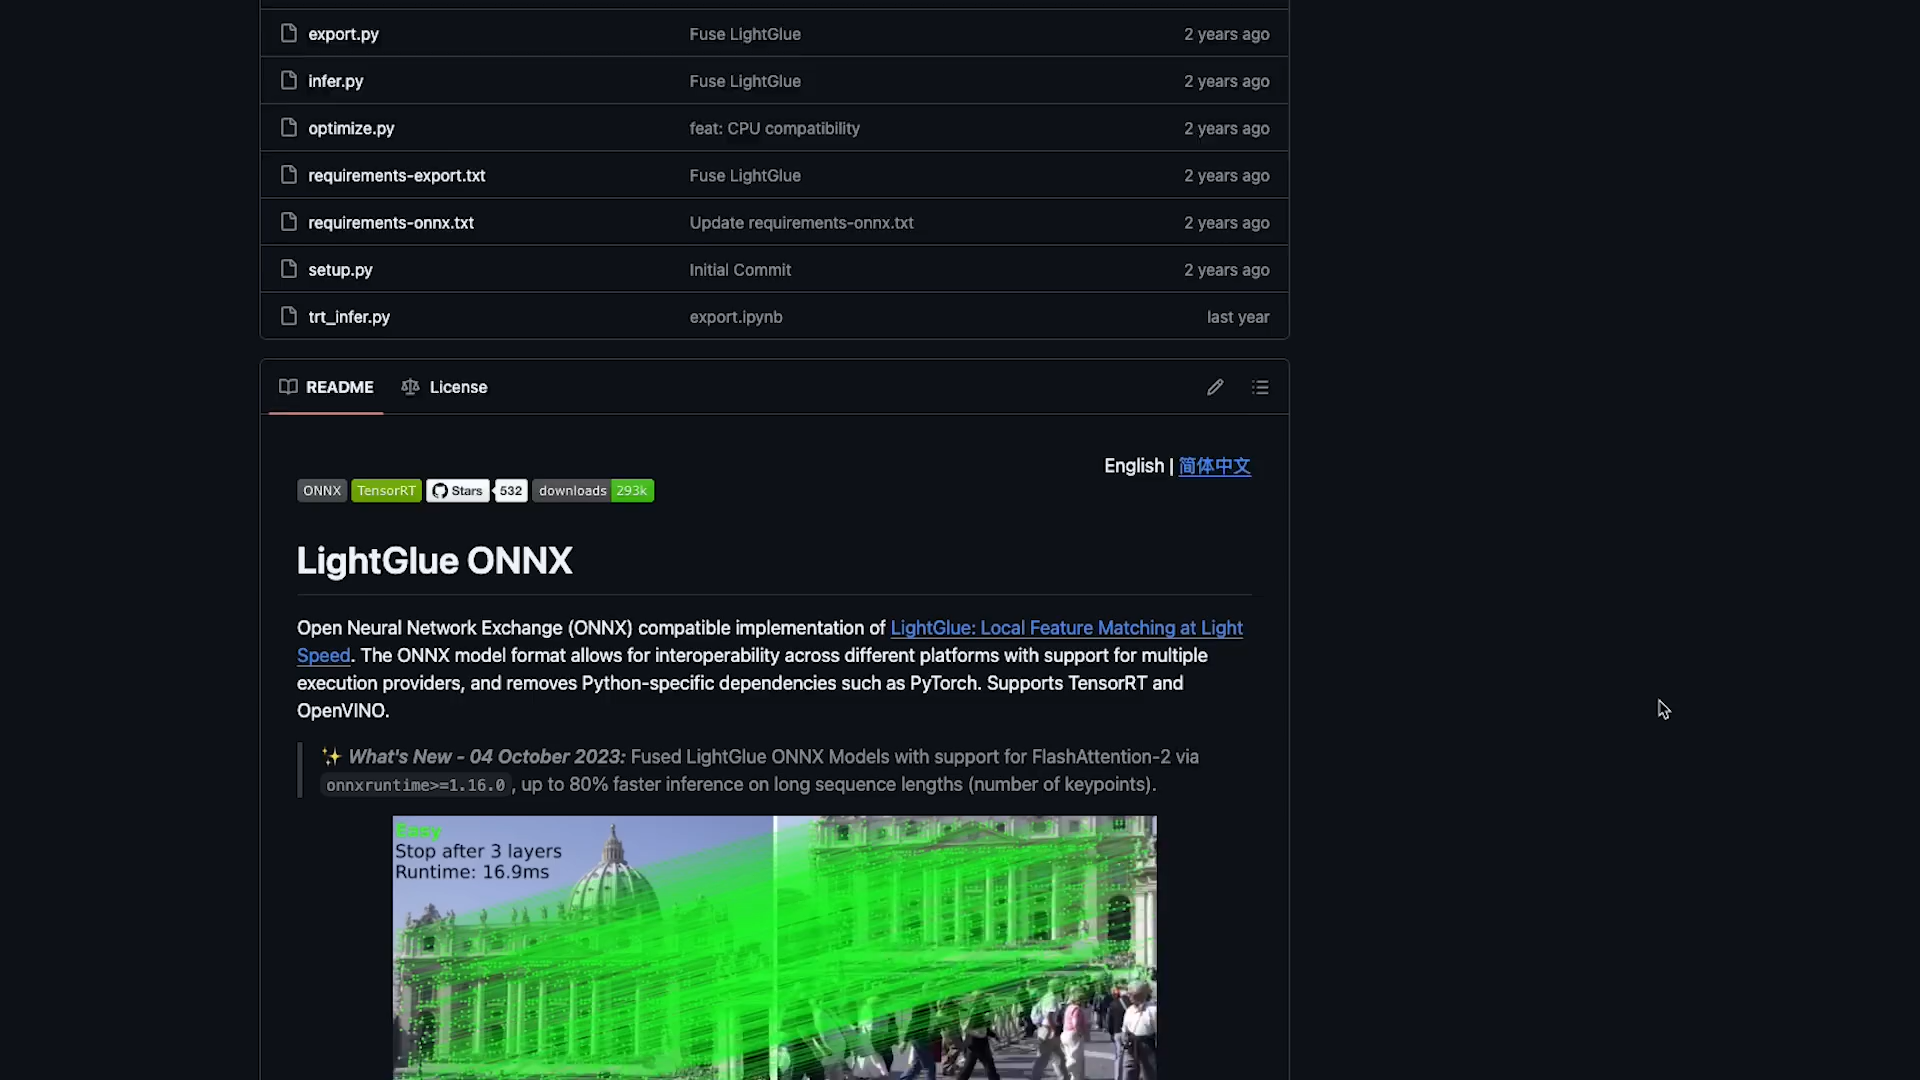 export.py Fuse LightGlue 2 years ago
infer.py Fuse LightGlue 2 years ago
optimize.py feat: CPU compatibility 2 years ago
requirements-export.txt Fuse LightGlue 2 years ago
requirements-onnx.txt Update requirements-onnx.txt 2 years ago
setup.py Initial Commit 2 years ago
trt_infer.py export.ipynb last year
README License
English | 简体中文
ONNX TensorRT Stars 532 downloads 293k
LightGlue ONNX
Open Neural Network Exchange (ONNX) compatible implementation of LightGlue: Local Feature Matching at Light
Speed. The ONNX model format allows for interoperability across different platforms with support for multiple
execution providers, and removes Python-specific dependencies such as PyTorch. Supports TensorRT and
OpenVINO.
✨ What's New - 04 October 2023: Fused LightGlue ONNX Models with support for FlashAttention-2 via
onnxruntime>=1.16.0, up to 80% faster inference on long sequence lengths (number of keypoints).
Easy
Stop after 3 layers
Runtime: 16.9ms